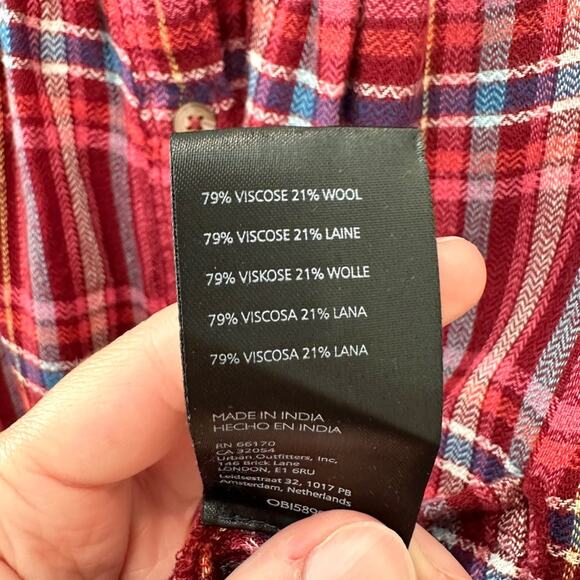 79% VISCOSE 21% WOOL
79% VISCOSE 21% LAINE
79% VISKOSE 21% WOLLE
79% VISCOSA 21% LANA
79% VISCOSA 21% LANA
MADE IN INDIA
HECHO EN INDIA
RN 66170
CA 32054
Urban Outfitters, Inc,
146 Brick Lane
LONDON, E1 6RU
Leidsestraat 32, 1017 PB
Amsterdam, Netherlands